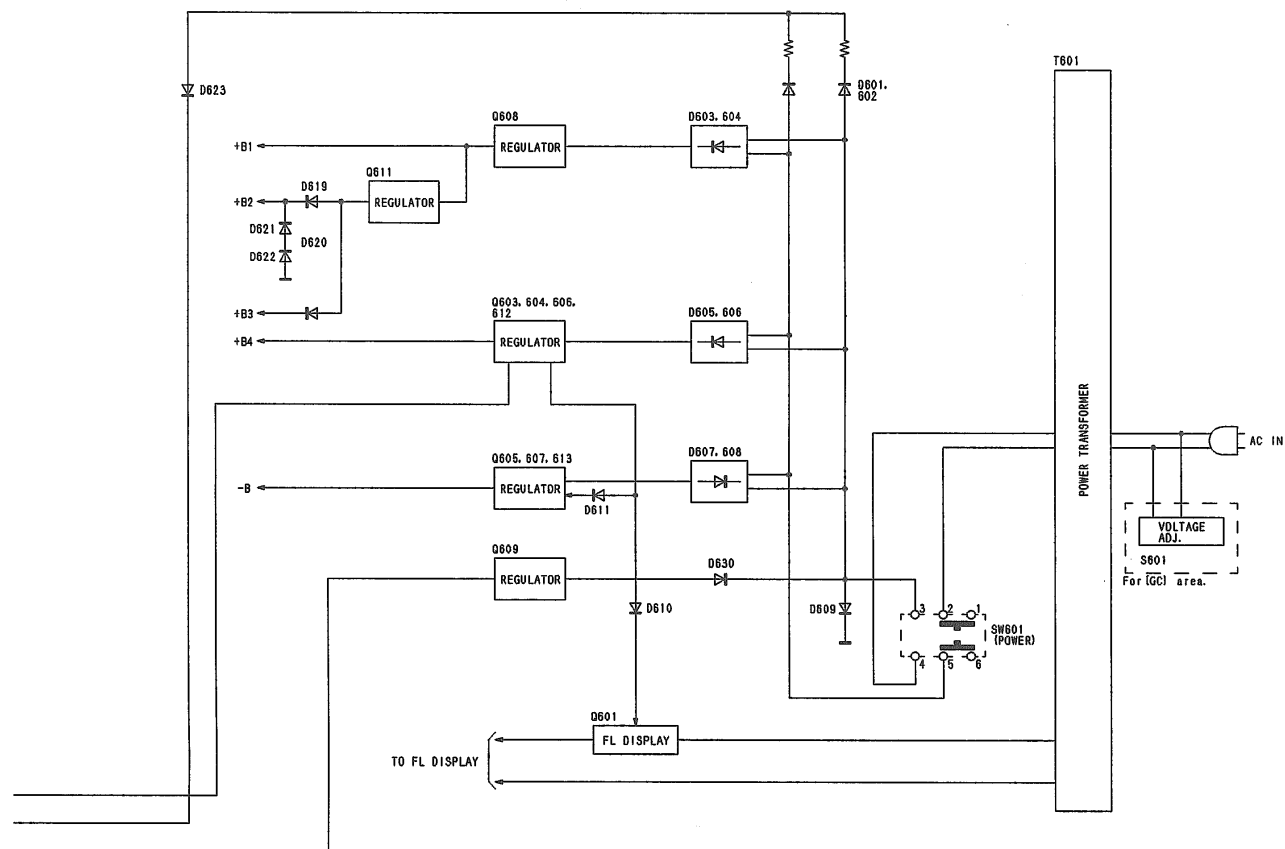 T601
D623
D601.
602
Q608
D603. 604
REGULATOR
+B1
Q611
D619
REGULATOR
+B2
D621
D620
D622
Q603. 604. 606.
612
D605. 606
+B3
REGULATOR
+B4
POWER TRANSFORMER
AC IN
Q605. 607. 613
D607. 608
REGULATOR
-B
D611
VOLTAGE
ADJ.
S601
For (GC) area.
Q609
D630
REGULATOR
D610
D609
3 2 1
SW601
(POWER)
4 5 6
Q601
FL DISPLAY
TO FL DISPLAY